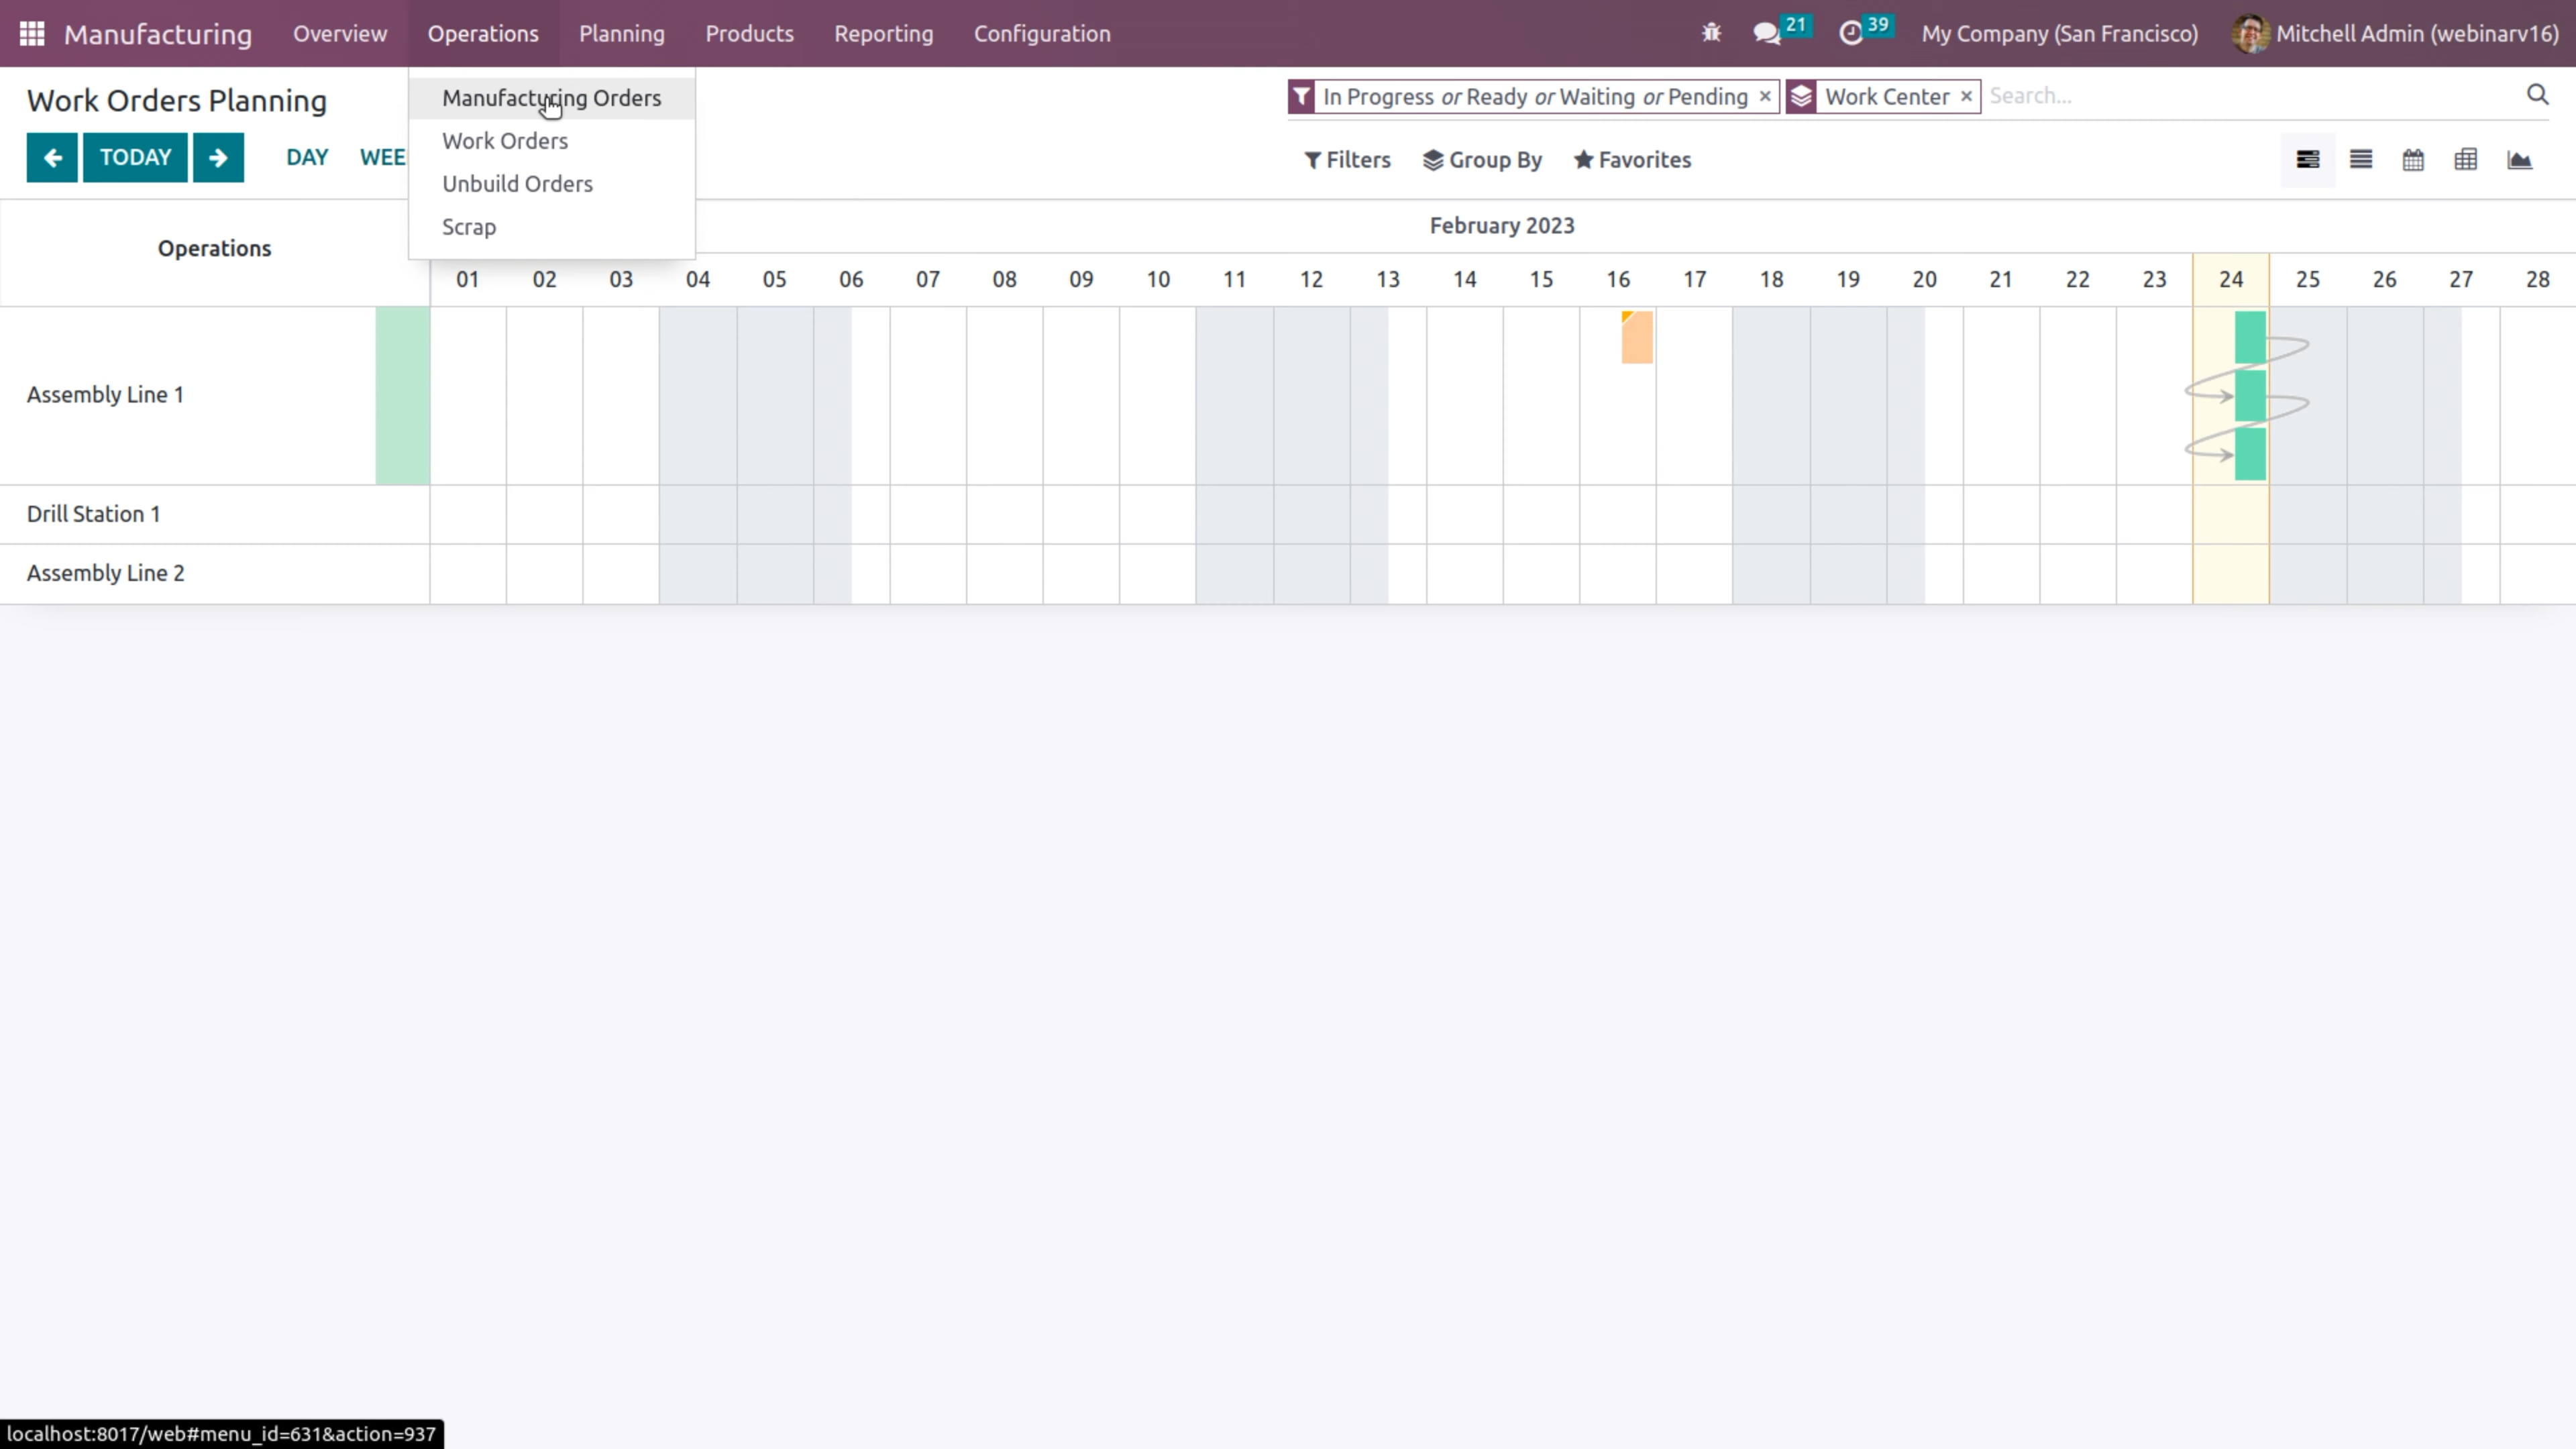 Manufacturing Overview Operations Planning Products Reporting Configuration 21 39 My Company (San Francisco) Mitchell Admin (webinarv16)
Work Orders Planning
Manufacturing Orders
Work Orders
Unbuild Orders
Scrap
In Progress or Ready or Waiting or Pending × Work Center × Search...
TODAY DAY WEE
Filters Group By Favorites
Operations
February 2023
01 02 03 04 05 06 07 08 09 10 11 12 13 14 15 16 17 18 19 20 21 22 23 24 25 26 27 28
Assembly Line 1
Drill Station 1
Assembly Line 2
localhost:8017/web#menu_id=631&action=937